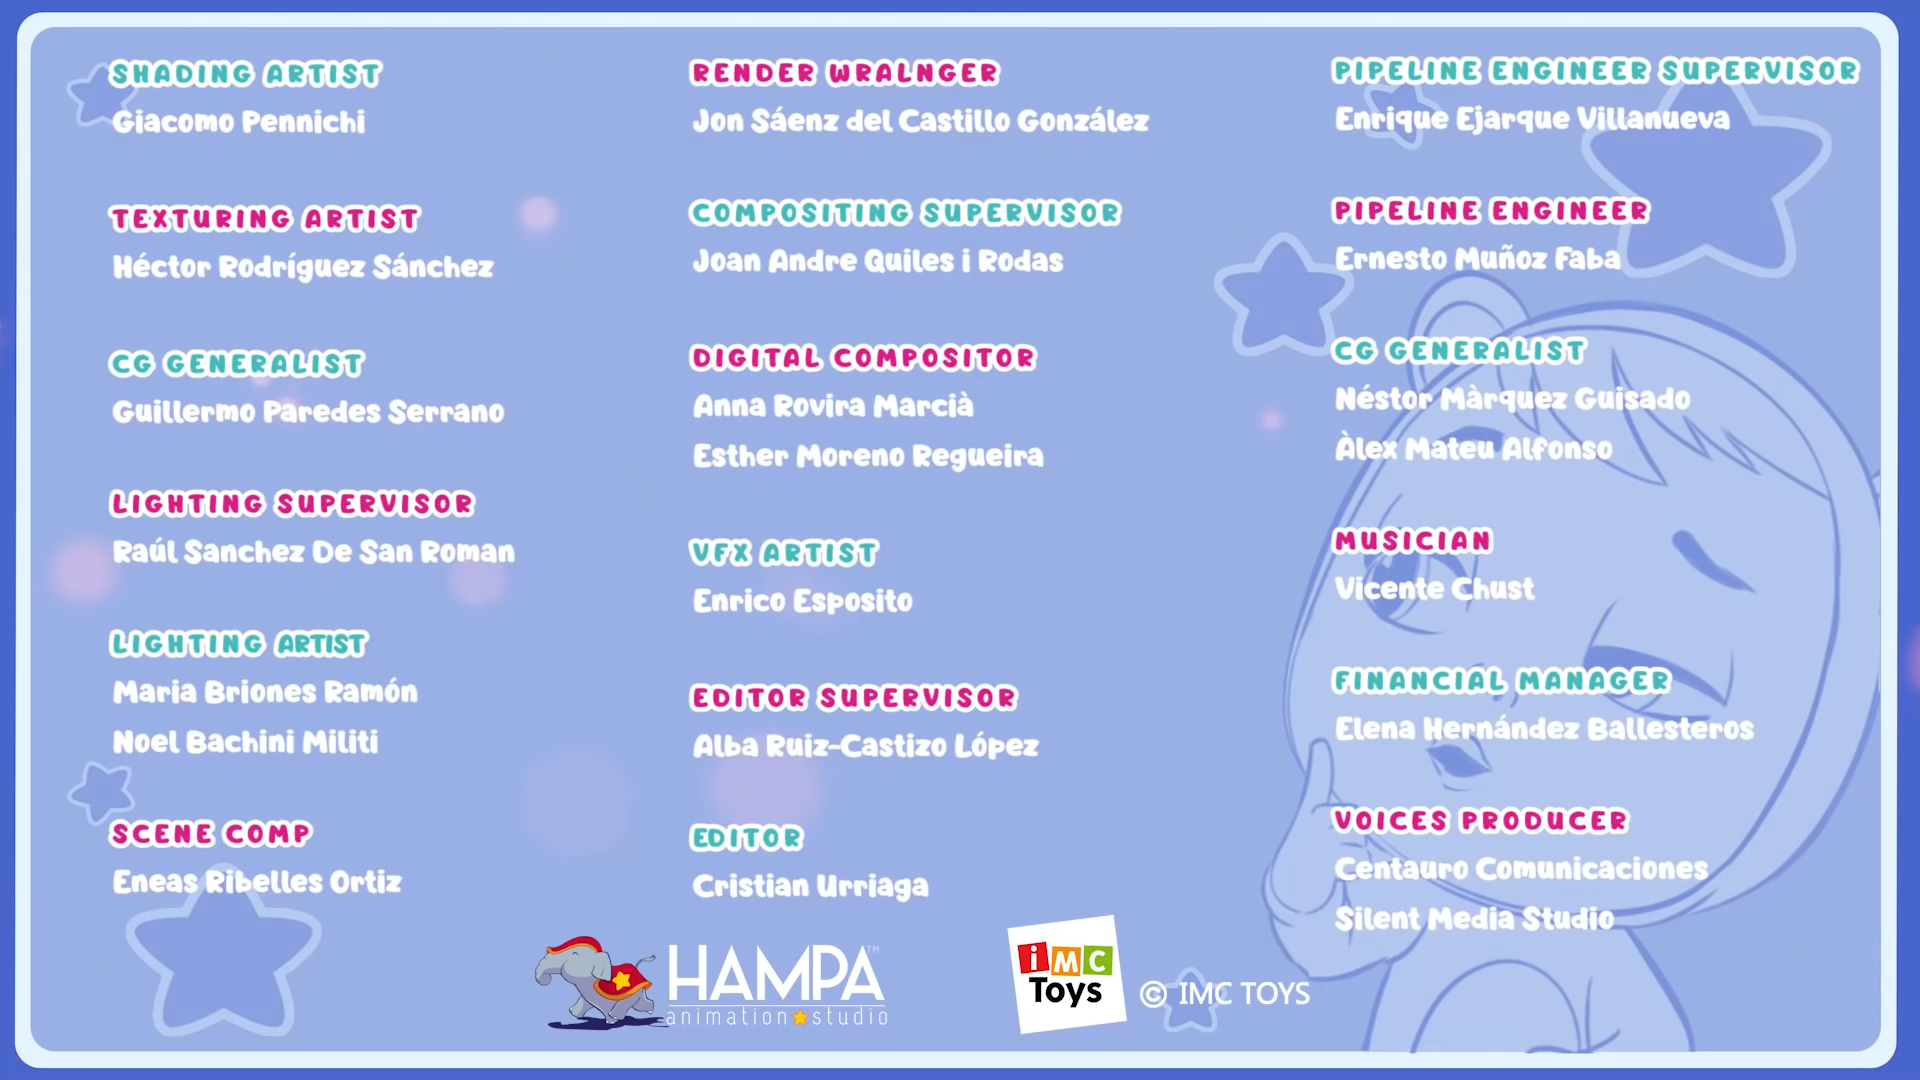 SHADING ARTIST
Giacomo Pennichi
TEXTURING ARTIST
Héctor Rodríguez Sánchez
CG GENERALIST
Guillermo Paredes Serrano
LIGHTING SUPERVISOR
Raúl Sanchez De San Roman
LIGHTING ARTIST
Maria Briones Ramón
Noel Bachini Militi
SCENE COMP
Eneas Ribelles Ortiz
RENDER WRALNGER
Jon Sáenz del Castillo González
COMPOSITING SUPERVISOR
Joan Andre Quiles i Rodas
DIGITAL COMPOSITOR
Anna Rovira Marcià
Esther Moreno Regueira
VFX ARTIST
Enrico Esposito
EDITOR SUPERVISOR
Alba Ruiz-Castizo López
EDITOR
Cristian Urriaga
PIPELINE ENGINEER SUPERVISOR
Enrique Ejarque Villanueva
PIPELINE ENGINEER
Ernesto Muñoz Faba
CG GENERALIST
Néstor Màrquez Guisado
Àlex Mateu Alfonso
MUSICIAN
Vicente Chust
FINANCIAL MANAGER
Elena Hernández Ballesteros
VOICES PRODUCER
Centauro Comunicaciones
Silent Media Studio
HAMPA™
animation studio
iMC
Toys
© IMC TOYS